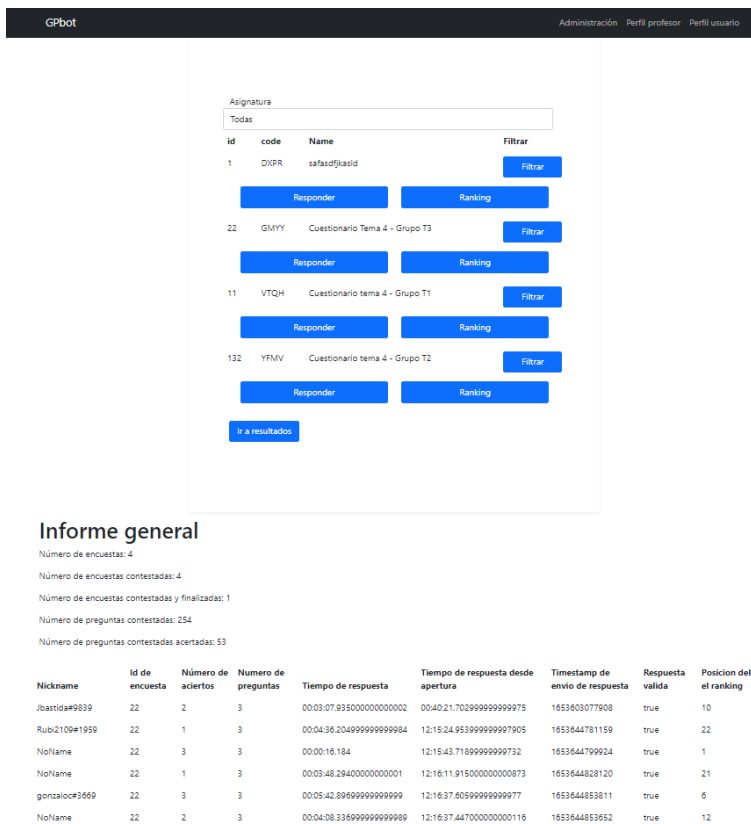 GPbot Administración Perfil profesor Perfil usuario
Asignatura
Todas
id code Name Filtrar
1 DXPR safasdfjkasld Filtrar
Responder Ranking
22 GMYY Cuestionario Tema 4 - Grupo T3 Filtrar
Responder Ranking
11 VTQH Cuestionario tema 4 - Grupo T1 Filtrar
Responder Ranking
132 YFMV Cuestionario tema 4 - Grupo T2 Filtrar
Responder Ranking
Ir a resultados
Informe general
Número de encuestas: 4
Número de encuestas contestadas: 4
Número de encuestas contestadas y finalizadas: 1
Número de preguntas contestadas: 254
Número de preguntas contestadas acertadas: 53
Id de Número de Numero de Tiempo de respuesta desde Timestamp de Respuesta Posicion del
Nickname encuesta aciertos preguntas Tiempo de respuesta apertura envio de respuesta valida el ranking
Jbastida#9839 22 2 3 00:03:07.935000000000002 00:40:21.702999999999975 1653603077908 true 10
Rubi2109#1959 22 1 3 00:04:36.204999999999984 12:15:24.953999999997905 1653644781159 true 22
NoName 22 3 3 00:00:16.184 12:15:43.71899999999732 1653644799924 true 1
NoName 22 1 3 00:03:48.29400000000001 12:16:11.915000000000873 1653644828120 true 21
gonzaloc#3669 22 3 3 00:05:42.89699999999999 12:16:37.60599999999977 1653644853811 true 6
NoName 22 2 3 00:04:08.336999999999989 12:16:37.447000000000116 1653644853652 true 12